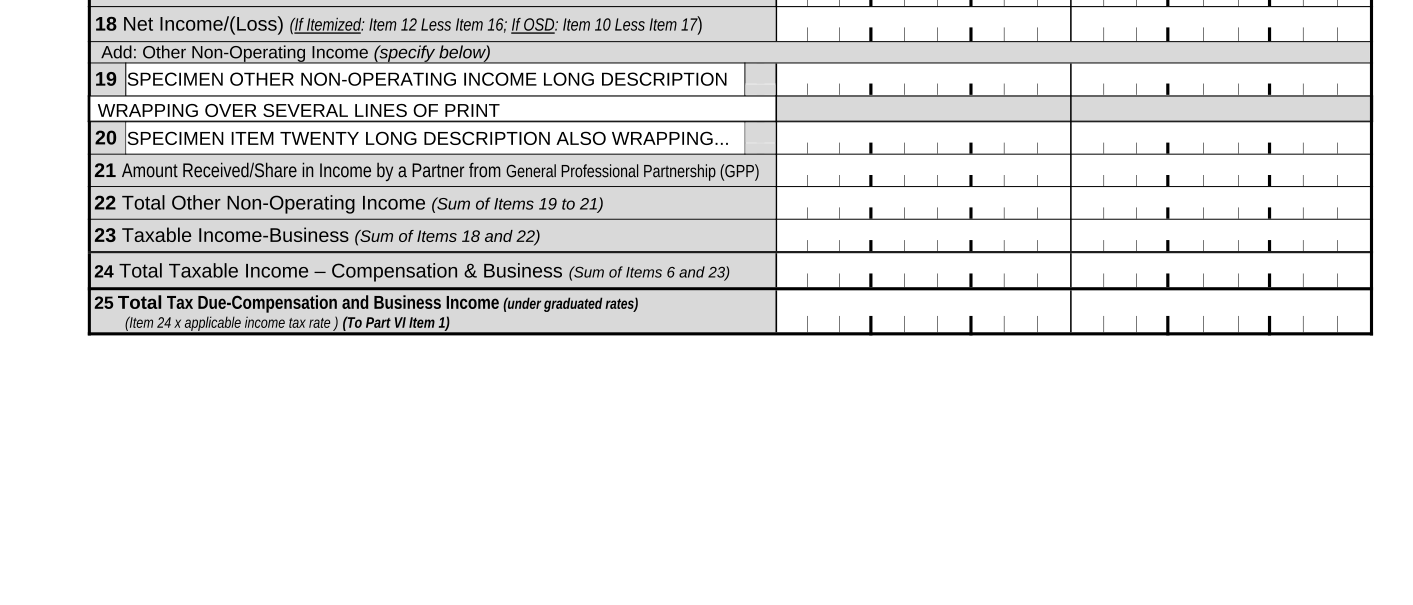 18 Net Income/(Loss) (If Itemized: Item 12 Less Item 16; If OSD: Item 10 Less Item 17)
Add: Other Non-Operating Income (specify below)
19 SPECIMEN OTHER NON-OPERATING INCOME LONG DESCRIPTION
WRAPPING OVER SEVERAL LINES OF PRINT
20 SPECIMEN ITEM TWENTY LONG DESCRIPTION ALSO WRAPPING...
21 Amount Received/Share in Income by a Partner from General Professional Partnership (GPP)
22 Total Other Non-Operating Income (Sum of Items 19 to 21)
23 Taxable Income-Business (Sum of Items 18 and 22)
24 Total Taxable Income – Compensation & Business (Sum of Items 6 and 23)
25 Total Tax Due-Compensation and Business Income (under graduated rates)
(Item 24 x applicable income tax rate ) (To Part VI Item 1)